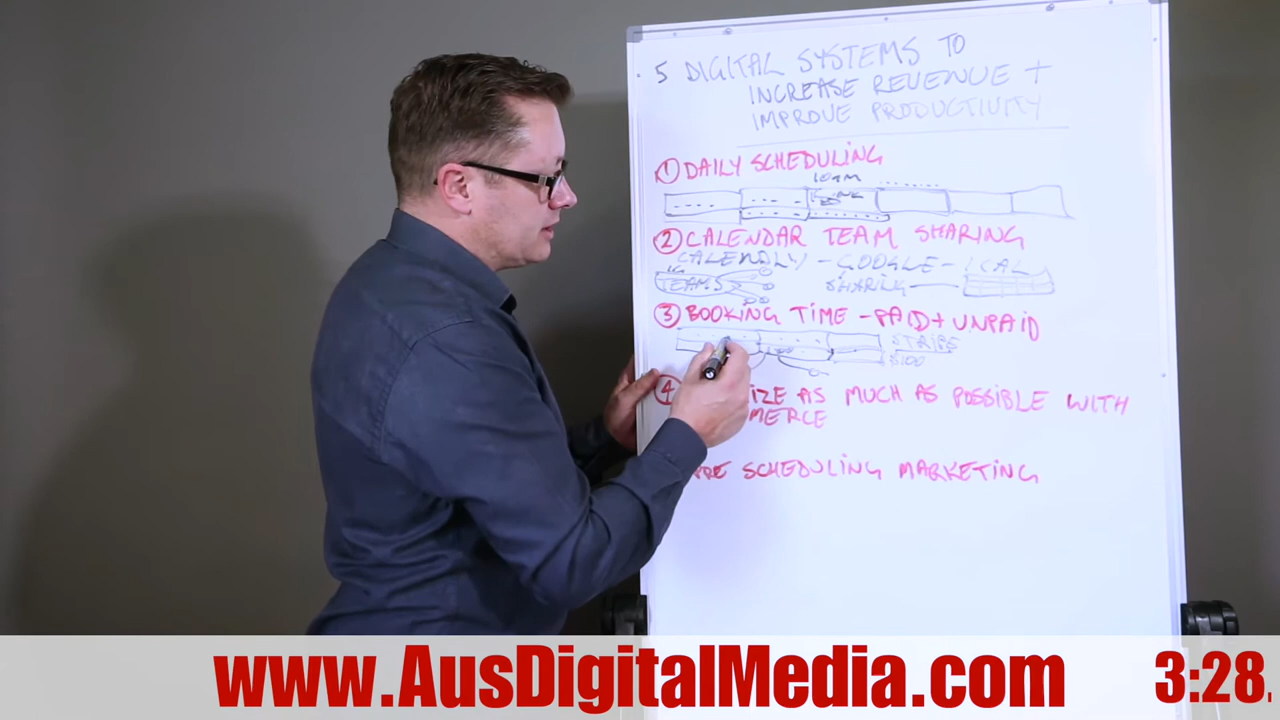 5 DIGITAL SYSTEMS TO
INCREASE REVENUE +
IMPROVE PRODUCTIVITY
1 DAILY SCHEDULING
10AM
2 CALENDAR TEAM SHARING
CALENDLY - GOOGLE - ICAL
TEAMS SHARING
3 BOOKING TIME - PAID + UNPAID
STRIPE
$100
4 IZE AS MUCH AS POSSIBLE WITH
MERCE
PRE SCHEDULING MARKETING
www.AusDigitalMedia.com
3:28.